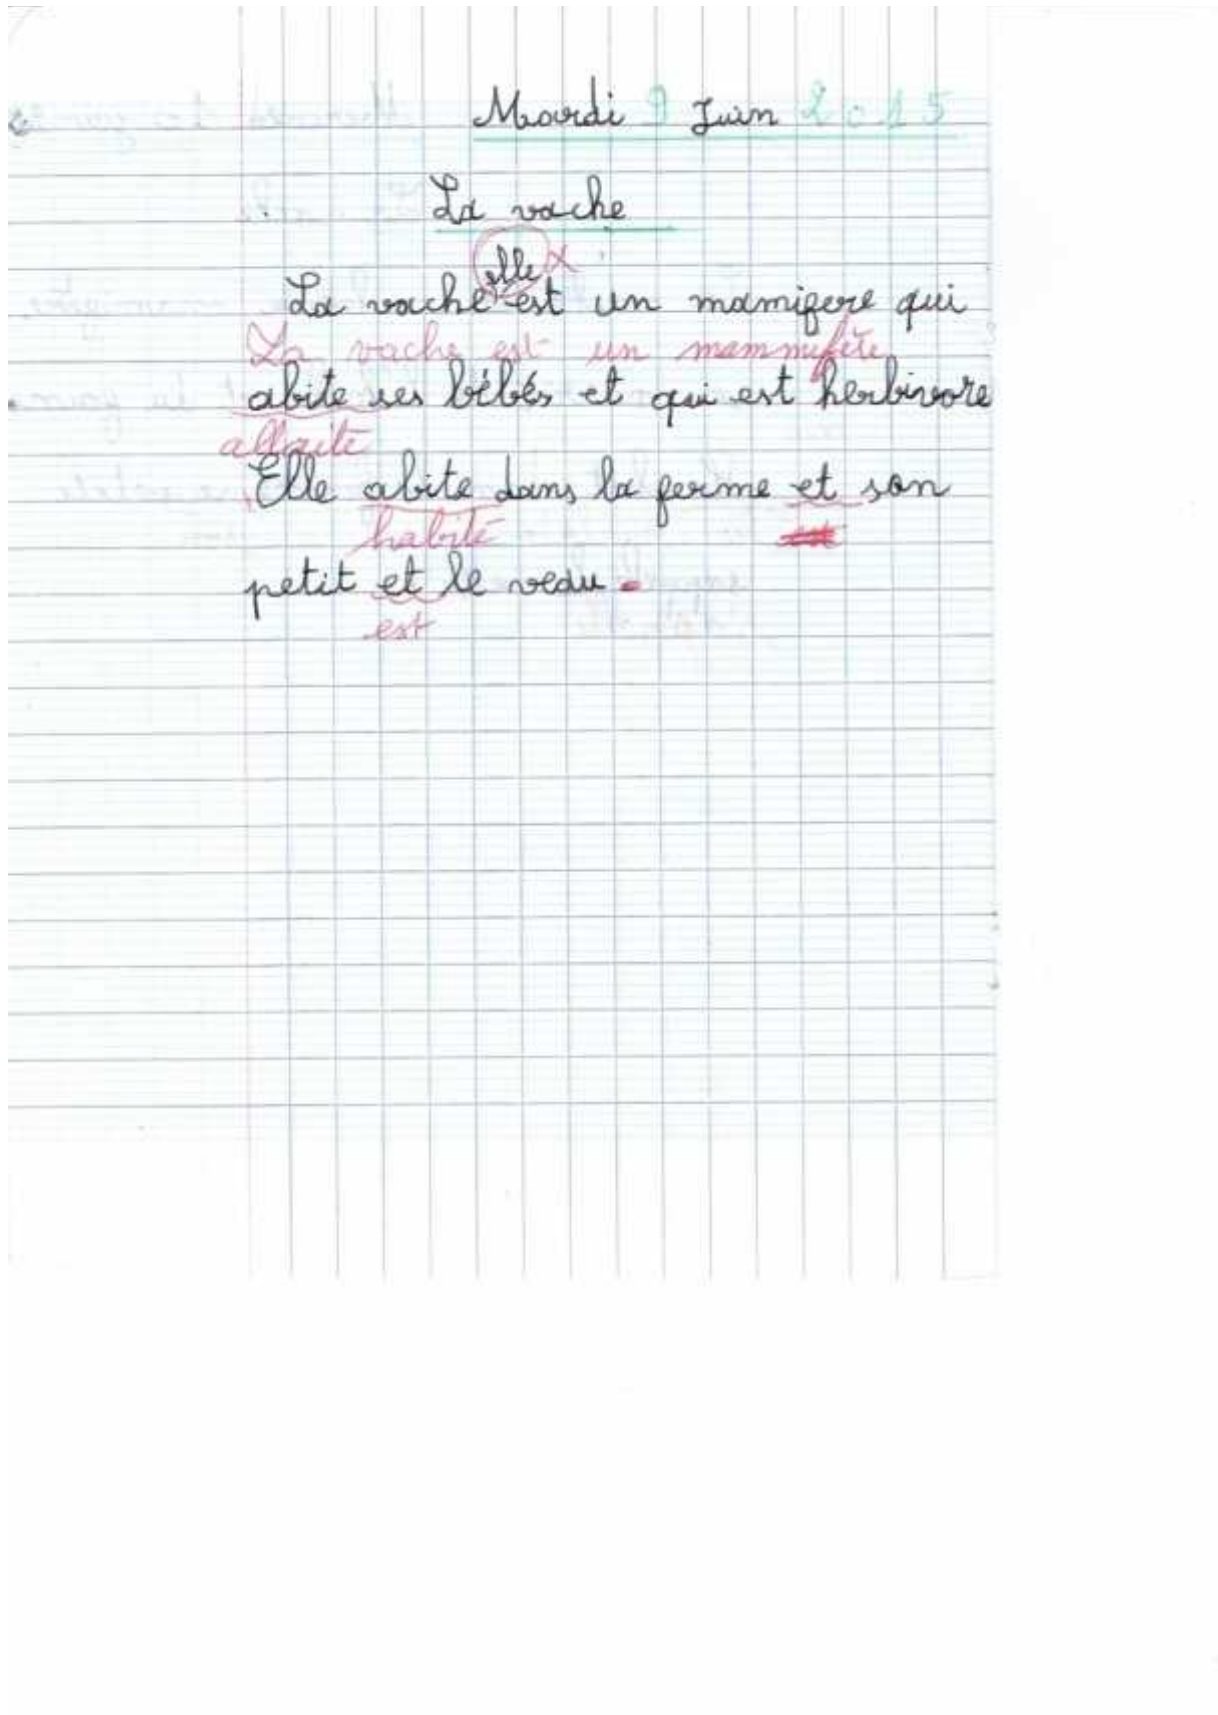 Mardi 9 Juin 2015
La vache
elle x
La vache est un mamifere qui
La vache est un mammifère
abite ses bébés et qui est herbivore
allaite
Elle abite dans la ferme et son
habite est
petit et le veau.
est